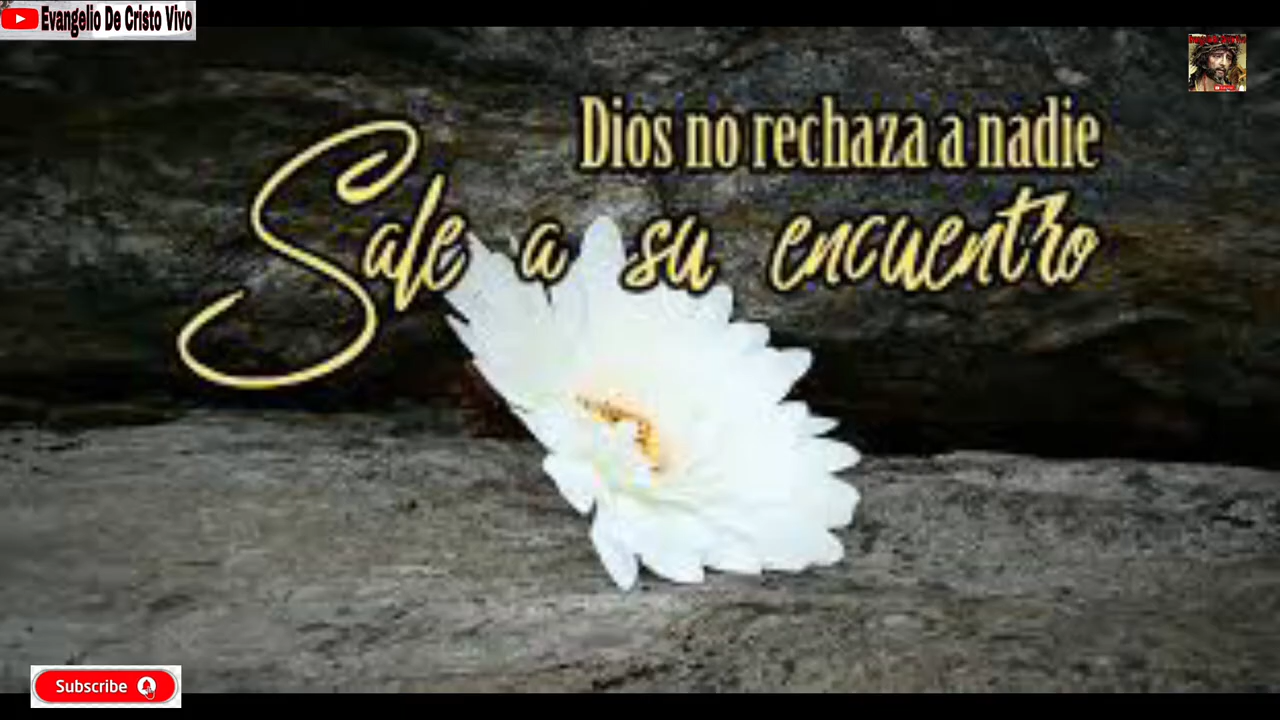 Evangelio De Cristo Vivo
Dios no rechaza a nadie
Sale a su encuentro
Subscribe